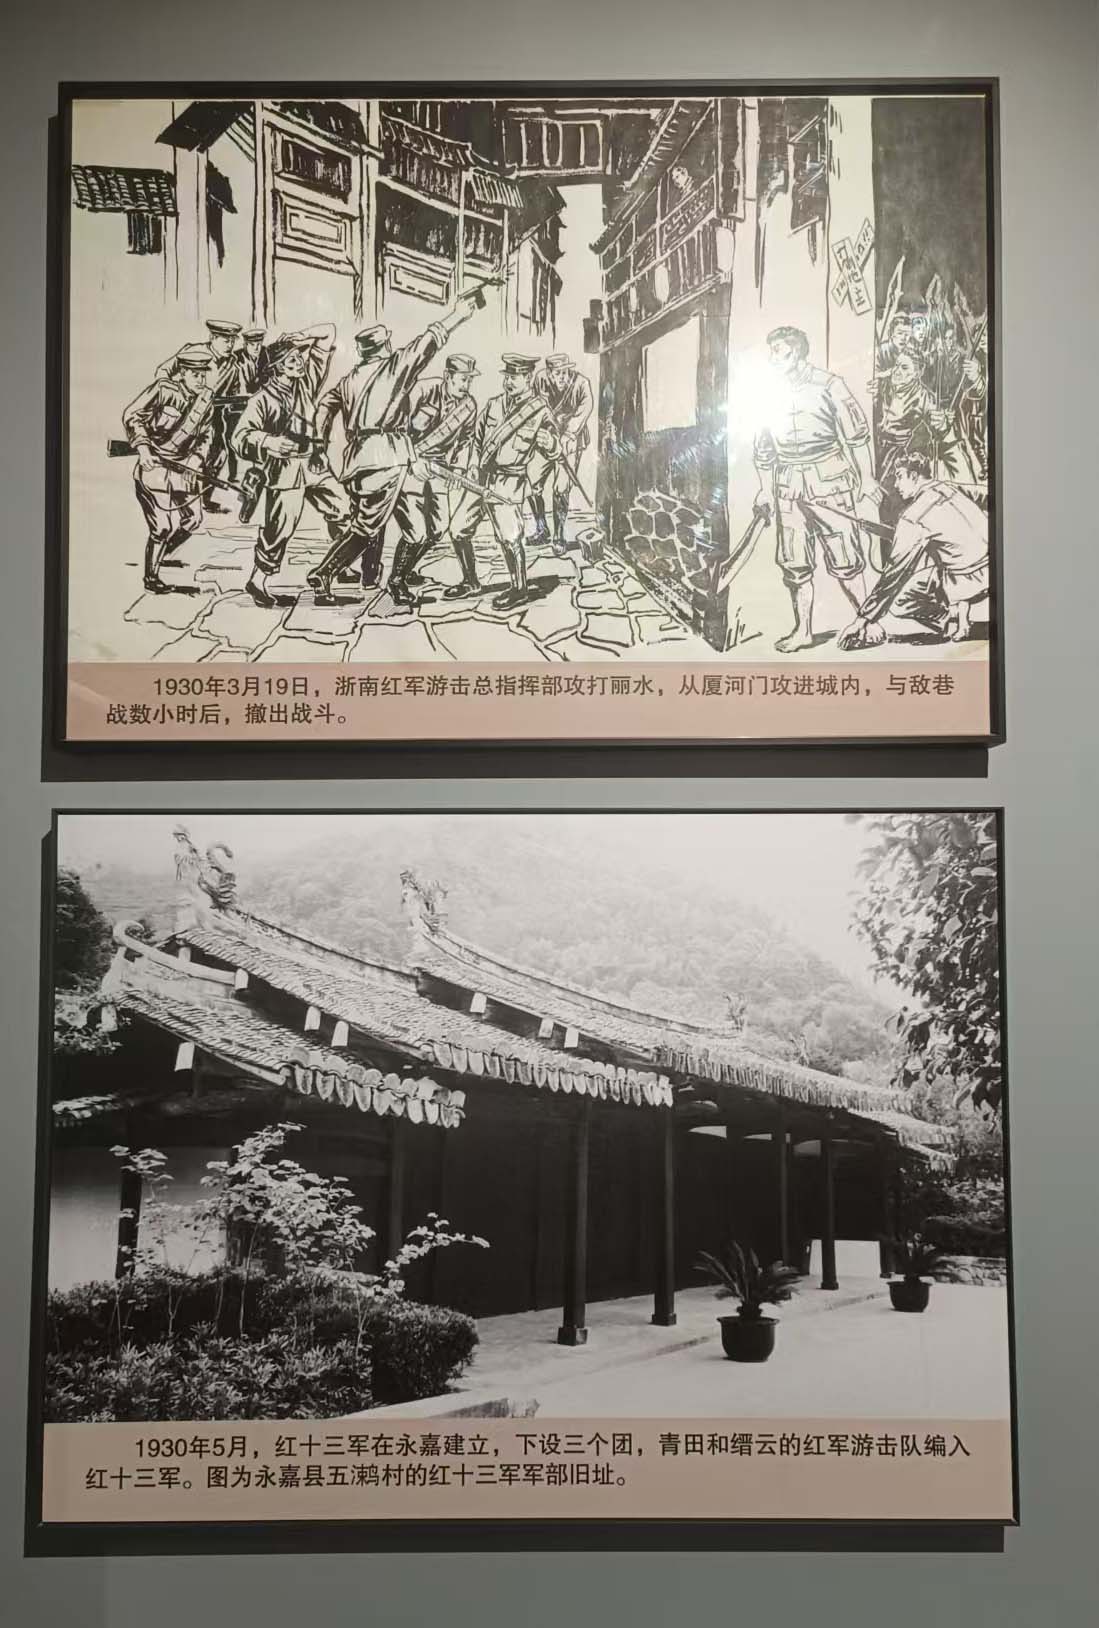 1930年3月19日，浙南红军游击总指挥部攻打丽水，从厦河门攻进城内，与敌巷
战数小时后，撤出战斗。
1930年5月，红十三军在永嘉建立，下设三个团，青田和缙云的红军游击队编入
红十三军。图为永嘉县五㵐村的红十三军军部旧址。